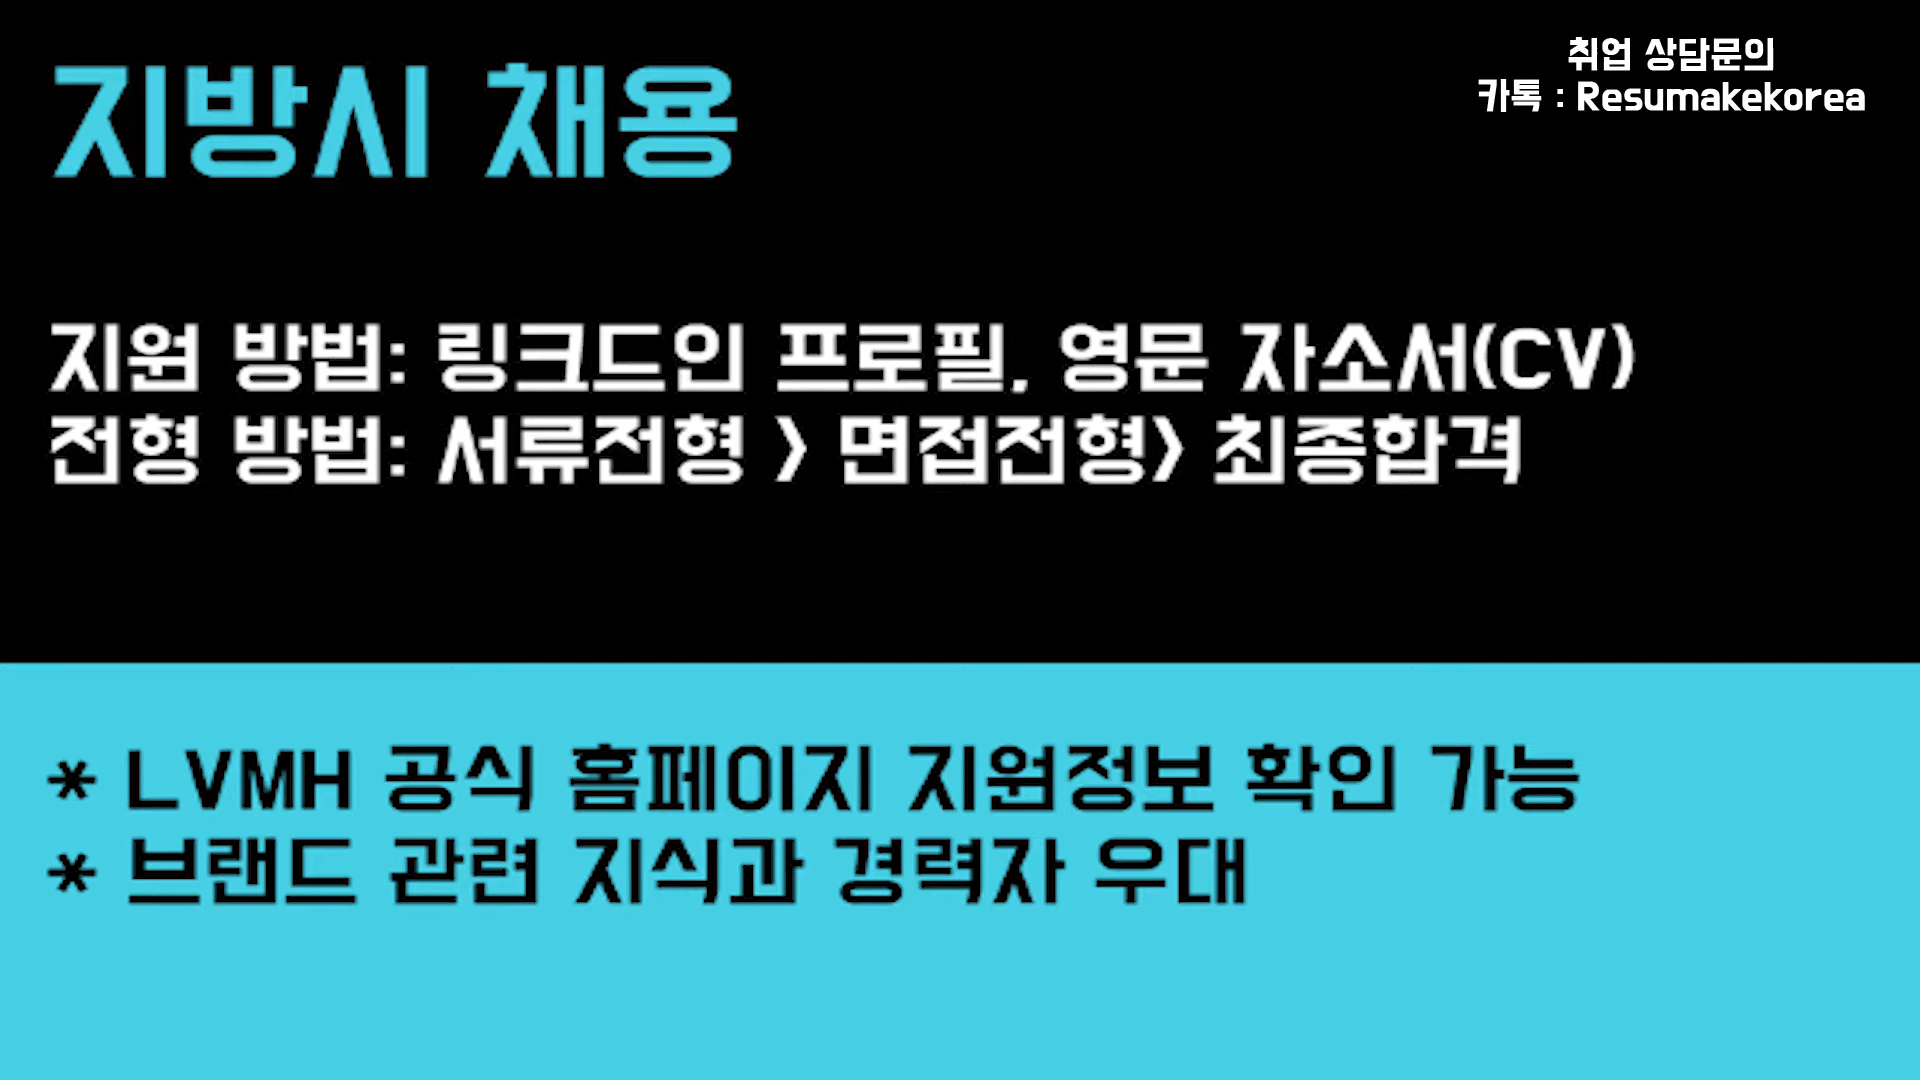 지방시 채용
취업 상담문의
카톡 : Resumakekorea
지원 방법: 링크드인 프로필, 영문 자소서(CV)
전형 방법: 서류전형 > 면접전형> 최종합격
* LVMH 공식 홈페이지 지원정보 확인 가능
* 브랜드 관련 지식과 경력자 우대